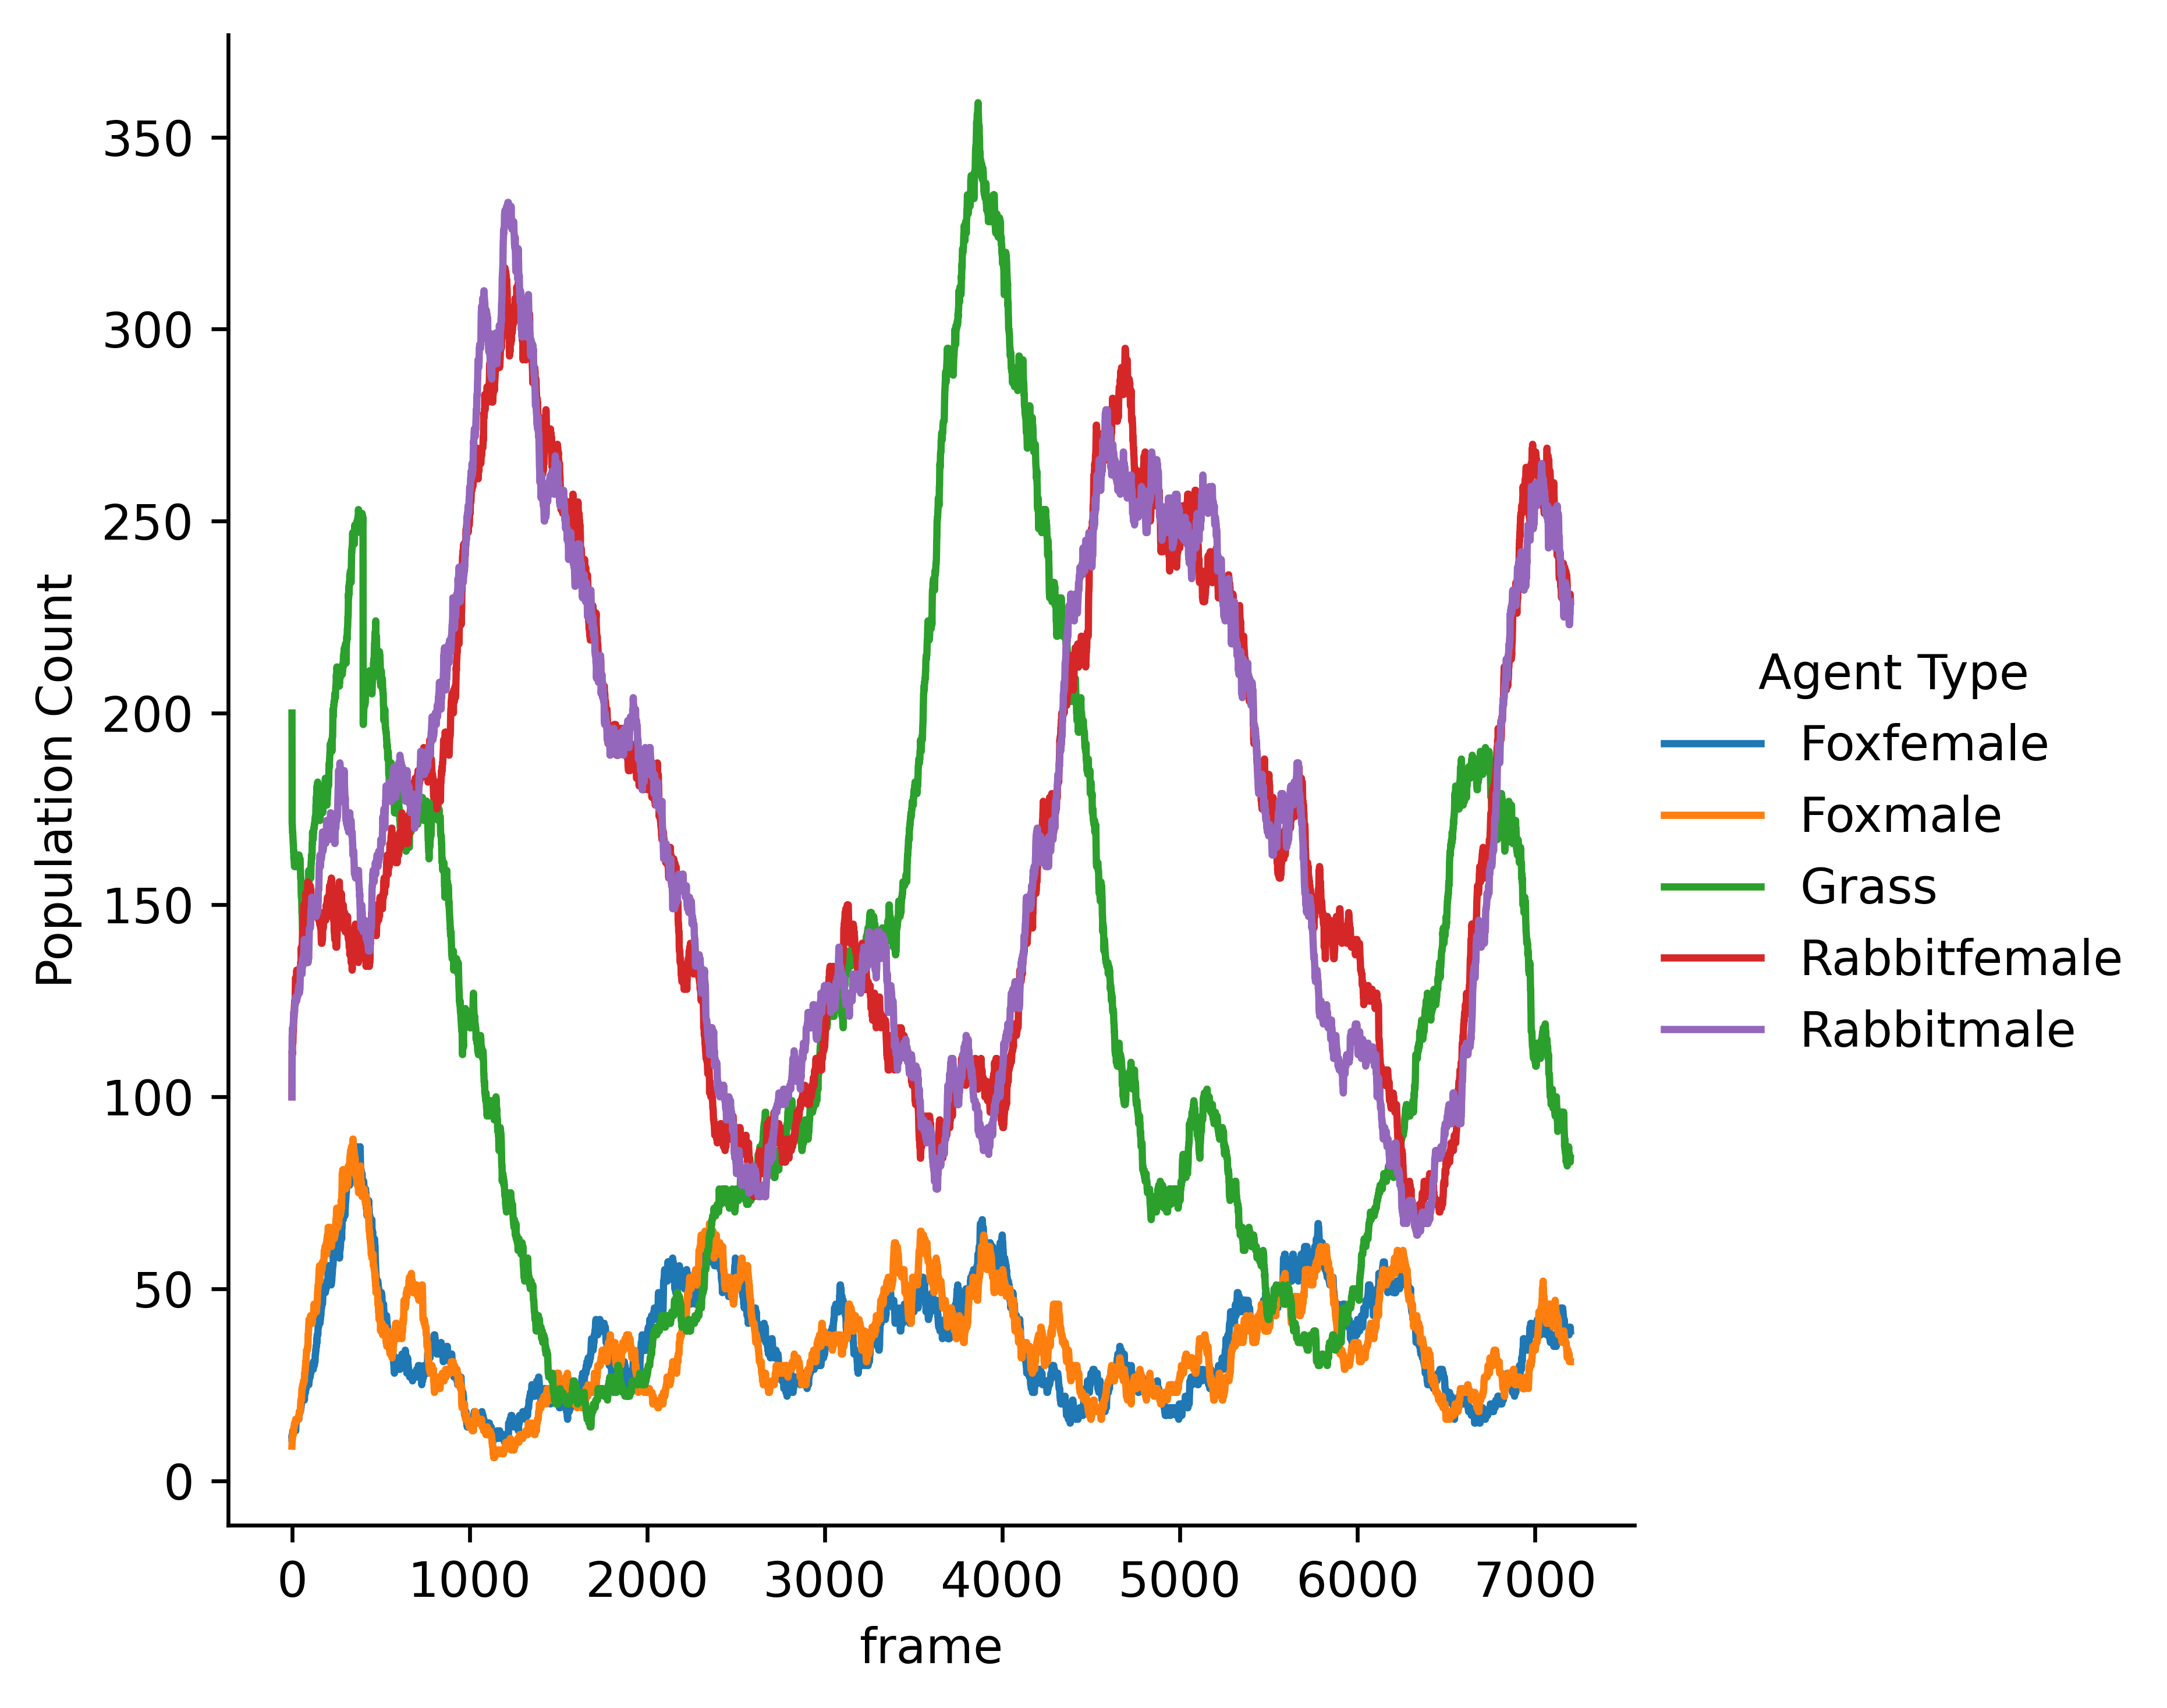 350
300
250
200
150
100
50
0
Population Count
0 1000 2000 3000 4000 5000 6000 7000
frame
Agent Type
Foxfemale
Foxmale
Grass
Rabbitfemale
Rabbitmale